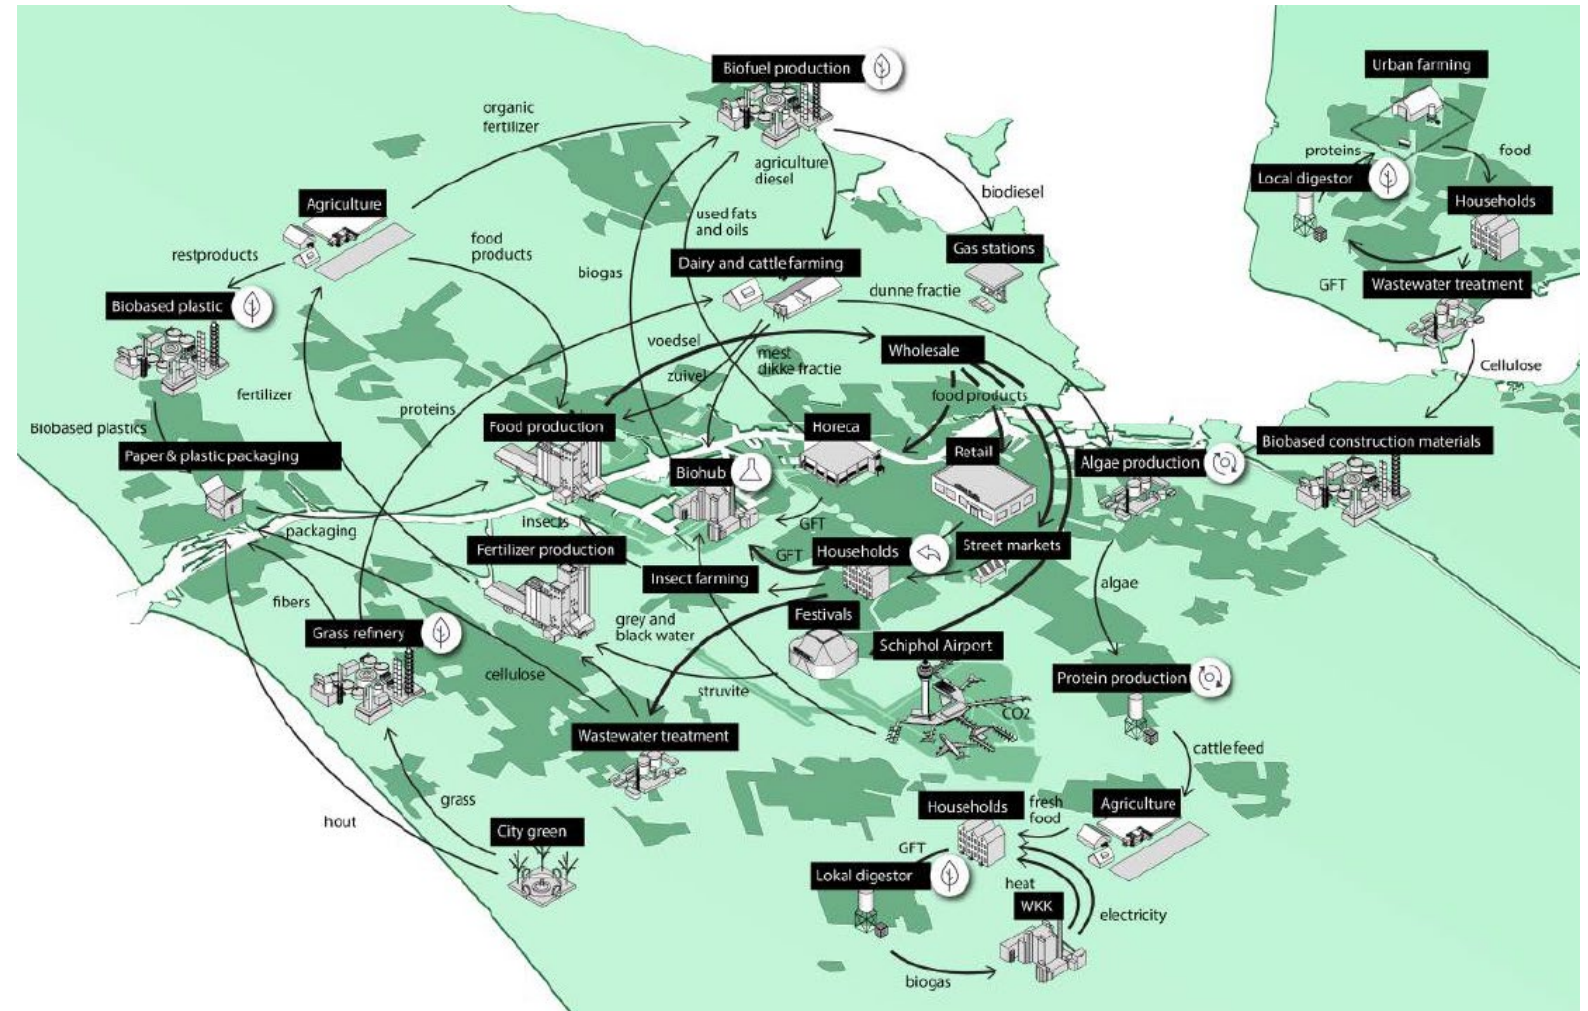 Biofuel production
Urban farming
organic
fertilizer
proteins
food
agriculture
diesel
biodiesel
Local digestor
Households
Agriculture
used fats
and oils
restproducts
food
products
biogas
Gas stations
Dairy and cattle farming
GFT
Wastewater treatment
dunne fractie
Biobased plastic
voedsel
Wholesale
mest
dikke fractie
zuivel
Cellulose
fertilizer
food products
proteins
Biobased plastics
Food production
Horeca
Biobased construction materials
Paper & plastic packaging
Retail
Algae production
Biohub
packaging
insects
GFT
Fertilizer production
GFT
Households
Street markets
Insect farming
algae
fibers
Festivals
grey and
black water
Grass refinery
Schiphol Airport
cellulose
struvite
Protein production
CO2
Wastewater treatment
cattle feed
grass
hout
Households
fresh
food
Agriculture
City green
GFT
Lokal digestor
heat
WKK
electricity
biogas